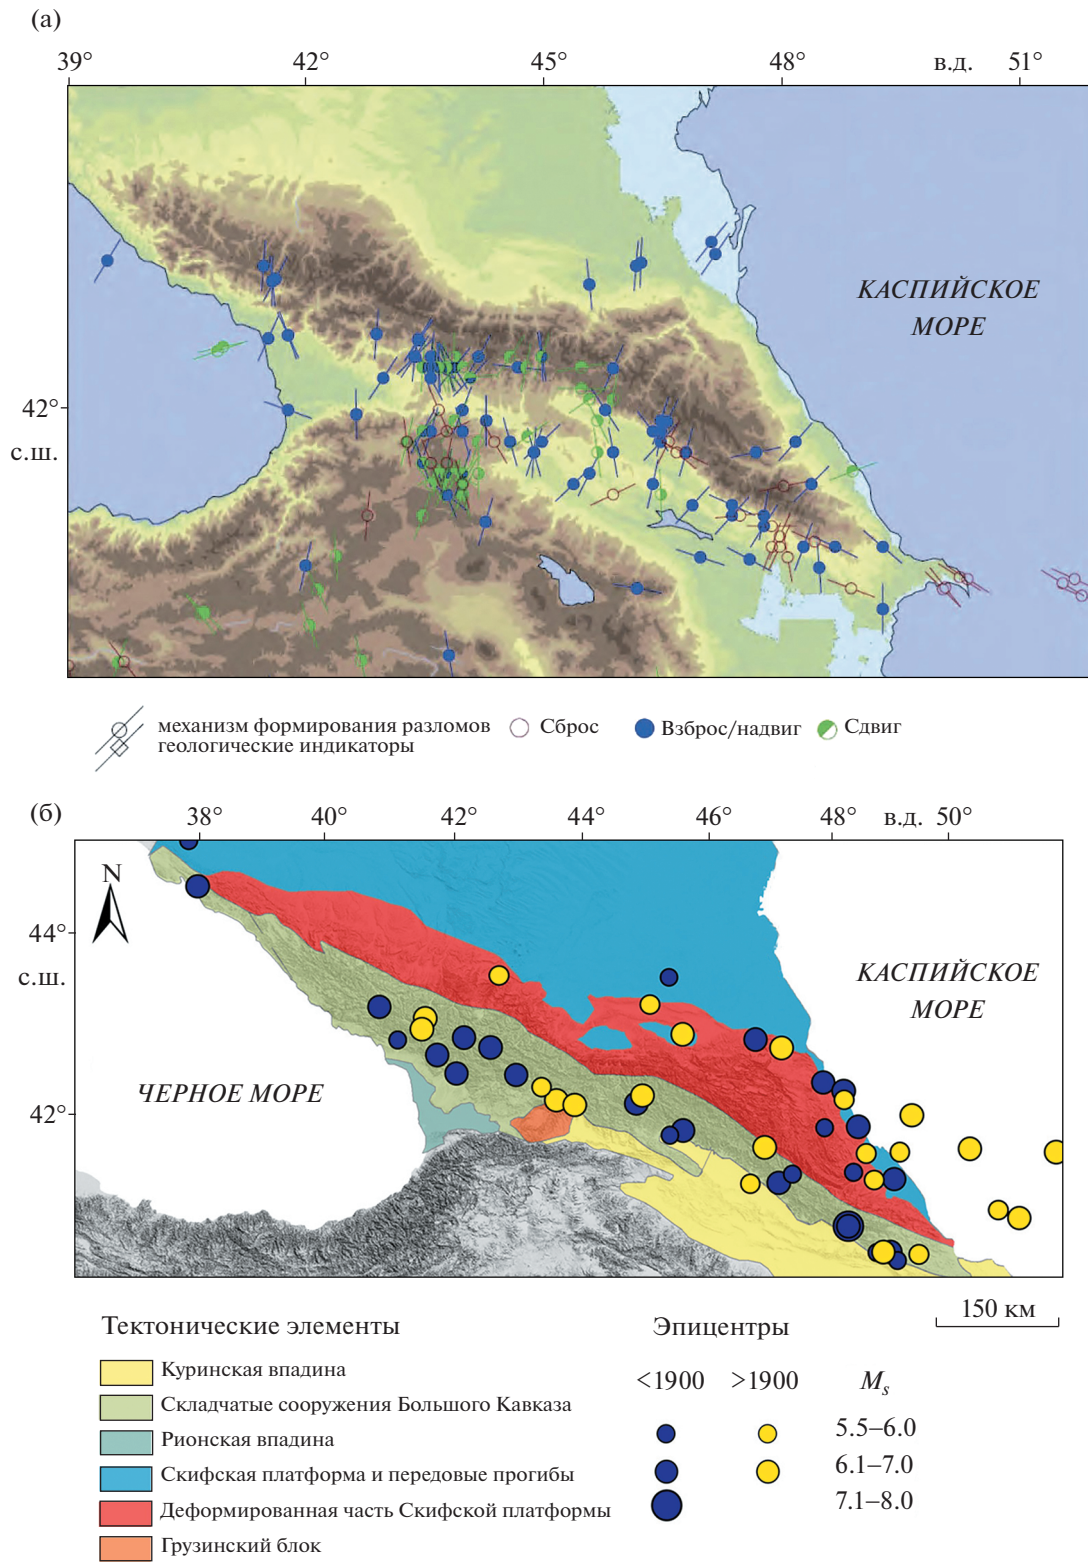 (а)
39° 42° 45° 48° в.д. 51°
КАСПИЙСКОЕ
МОРЕ
42°
с.ш.
механизм формирования разломов
геологические индикаторы
Сброс
Взброс/надвиг
Сдвиг
(б)
38° 40° 42° 44° 46° 48° в.д. 50°
N
44°
с.ш.
КАСПИЙСКОЕ
МОРЕ
ЧЕРНОЕ МОРЕ
42°
150 км
Тектонические элементы
Куринская впадина
Складчатые сооружения Большого Кавказа
Рионская впадина
Скифская платформа и передовые прогибы
Деформированная часть Скифской платформы
Грузинский блок
Эпицентры
<1900 >1900 Ms
5.5–6.0
6.1–7.0
7.1–8.0